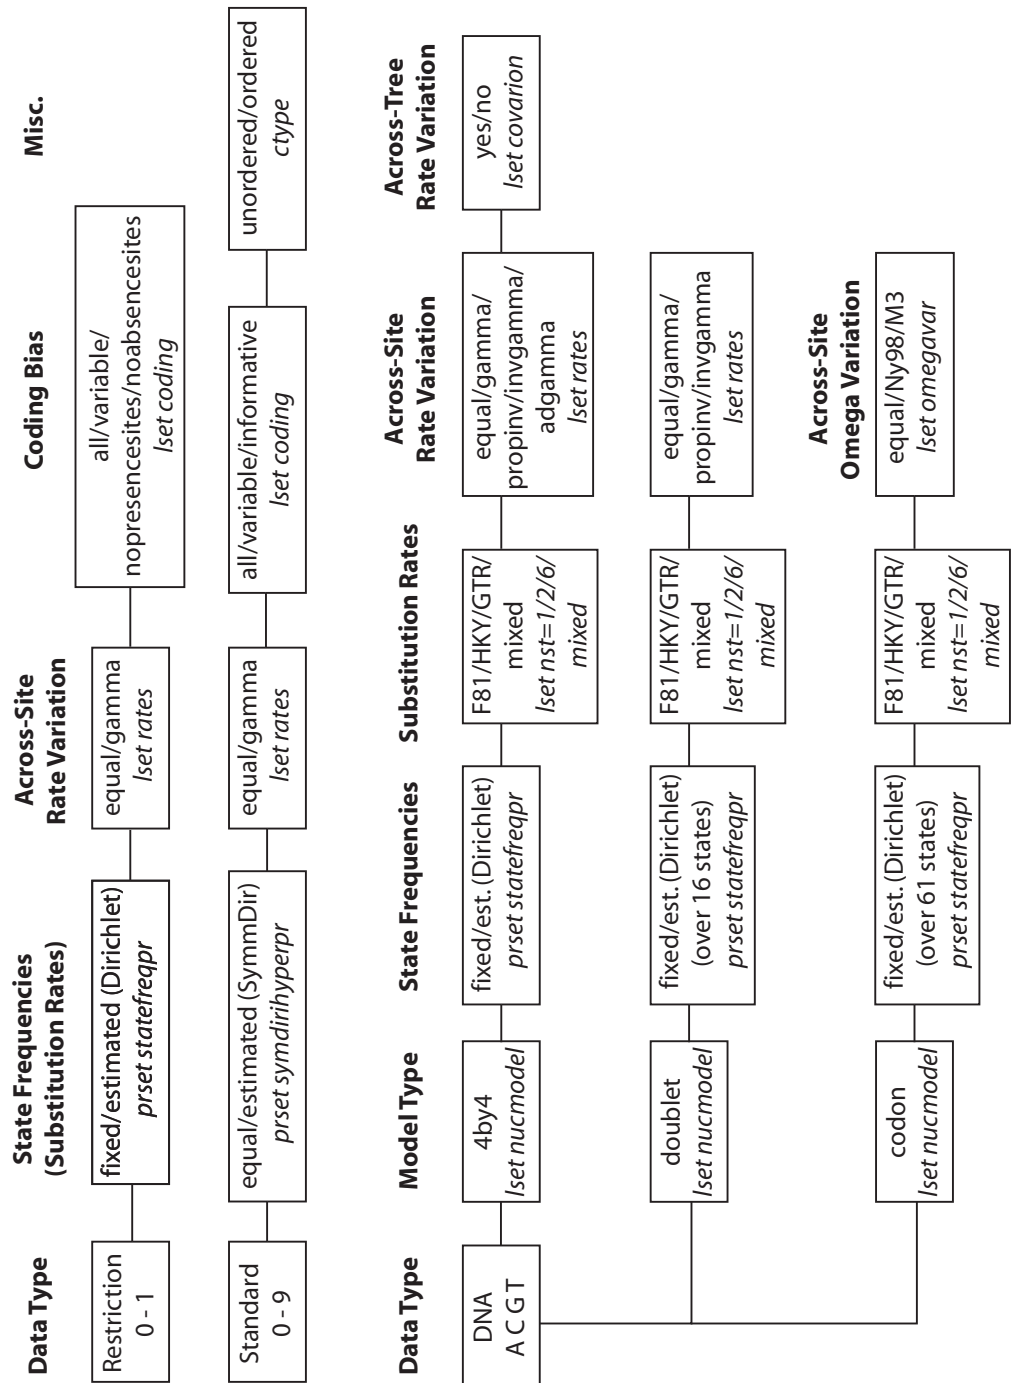 Data Type
State Frequencies
(Substitution Rates)
Across-Site
Rate Variation
Coding Bias
Misc.
Restriction
0 - 1
fixed/estimated (Dirichlet)
prset statefreqpr
equal/gamma
lset rates
all/variable/
nopresencesites/noabsencesites
lset coding
Standard
0 - 9
equal/estimated (SymmDir)
prset symdirihyperpr
equal/gamma
lset rates
all/variable/informative
lset coding
unordered/ordered
ctype
Data Type
Model Type
State Frequencies
Substitution Rates
Across-Site
Rate Variation
Across-Tree
Rate Variation
DNA
A C G T
4by4
lset nucmodel
fixed/est. (Dirichlet)
prset statefreqpr
F81/HKY/GTR/
mixed
lset nst=1/2/6/
mixed
equal/gamma/
propinv/invgamma/
adgamma
lset rates
yes/no
lset covarion
doublet
lset nucmodel
fixed/est. (Dirichlet)
(over 16 states)
prset statefreqpr
F81/HKY/GTR/
mixed
lset nst=1/2/6/
mixed
equal/gamma/
propinv/invgamma
lset rates
Across-Site
Omega Variation
codon
lset nucmodel
fixed/est. (Dirichlet)
(over 61 states)
prset statefreqpr
F81/HKY/GTR/
mixed
lset nst=1/2/6/
mixed
equal/Ny98/M3
lset omegavar